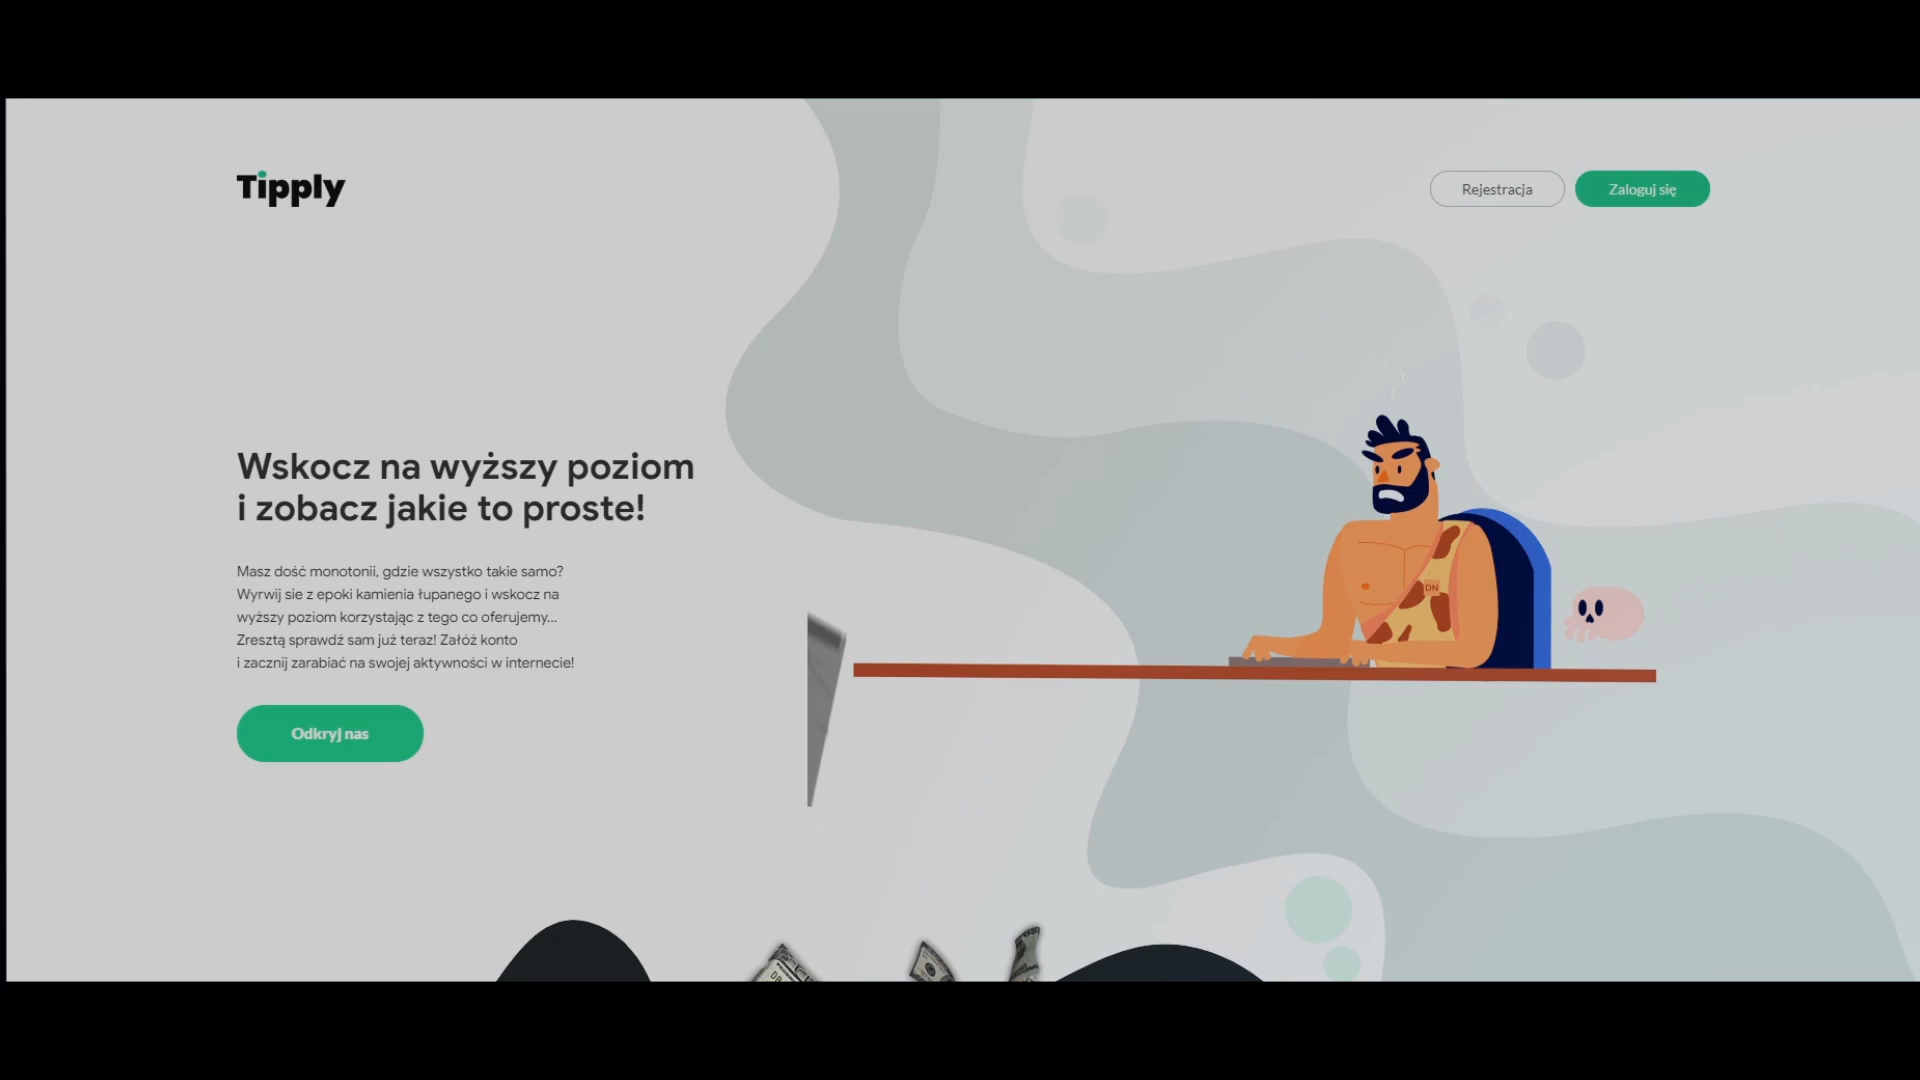 Tipply
Rejestracja
Zaloguj się
Wskocz na wyższy poziom
i zobacz jakie to proste!
Masz dość monotonii, gdzie wszystko takie samo?
Wyrwij sie z epoki kamienia łupanego i wskocz na
wyższy poziom korzystając z tego co oferujemy...
Zresztą sprawdź sam już teraz! Załóż konto
i zacznij zarabiać na swojej aktywności w internecie!
DN
Odkryj nas